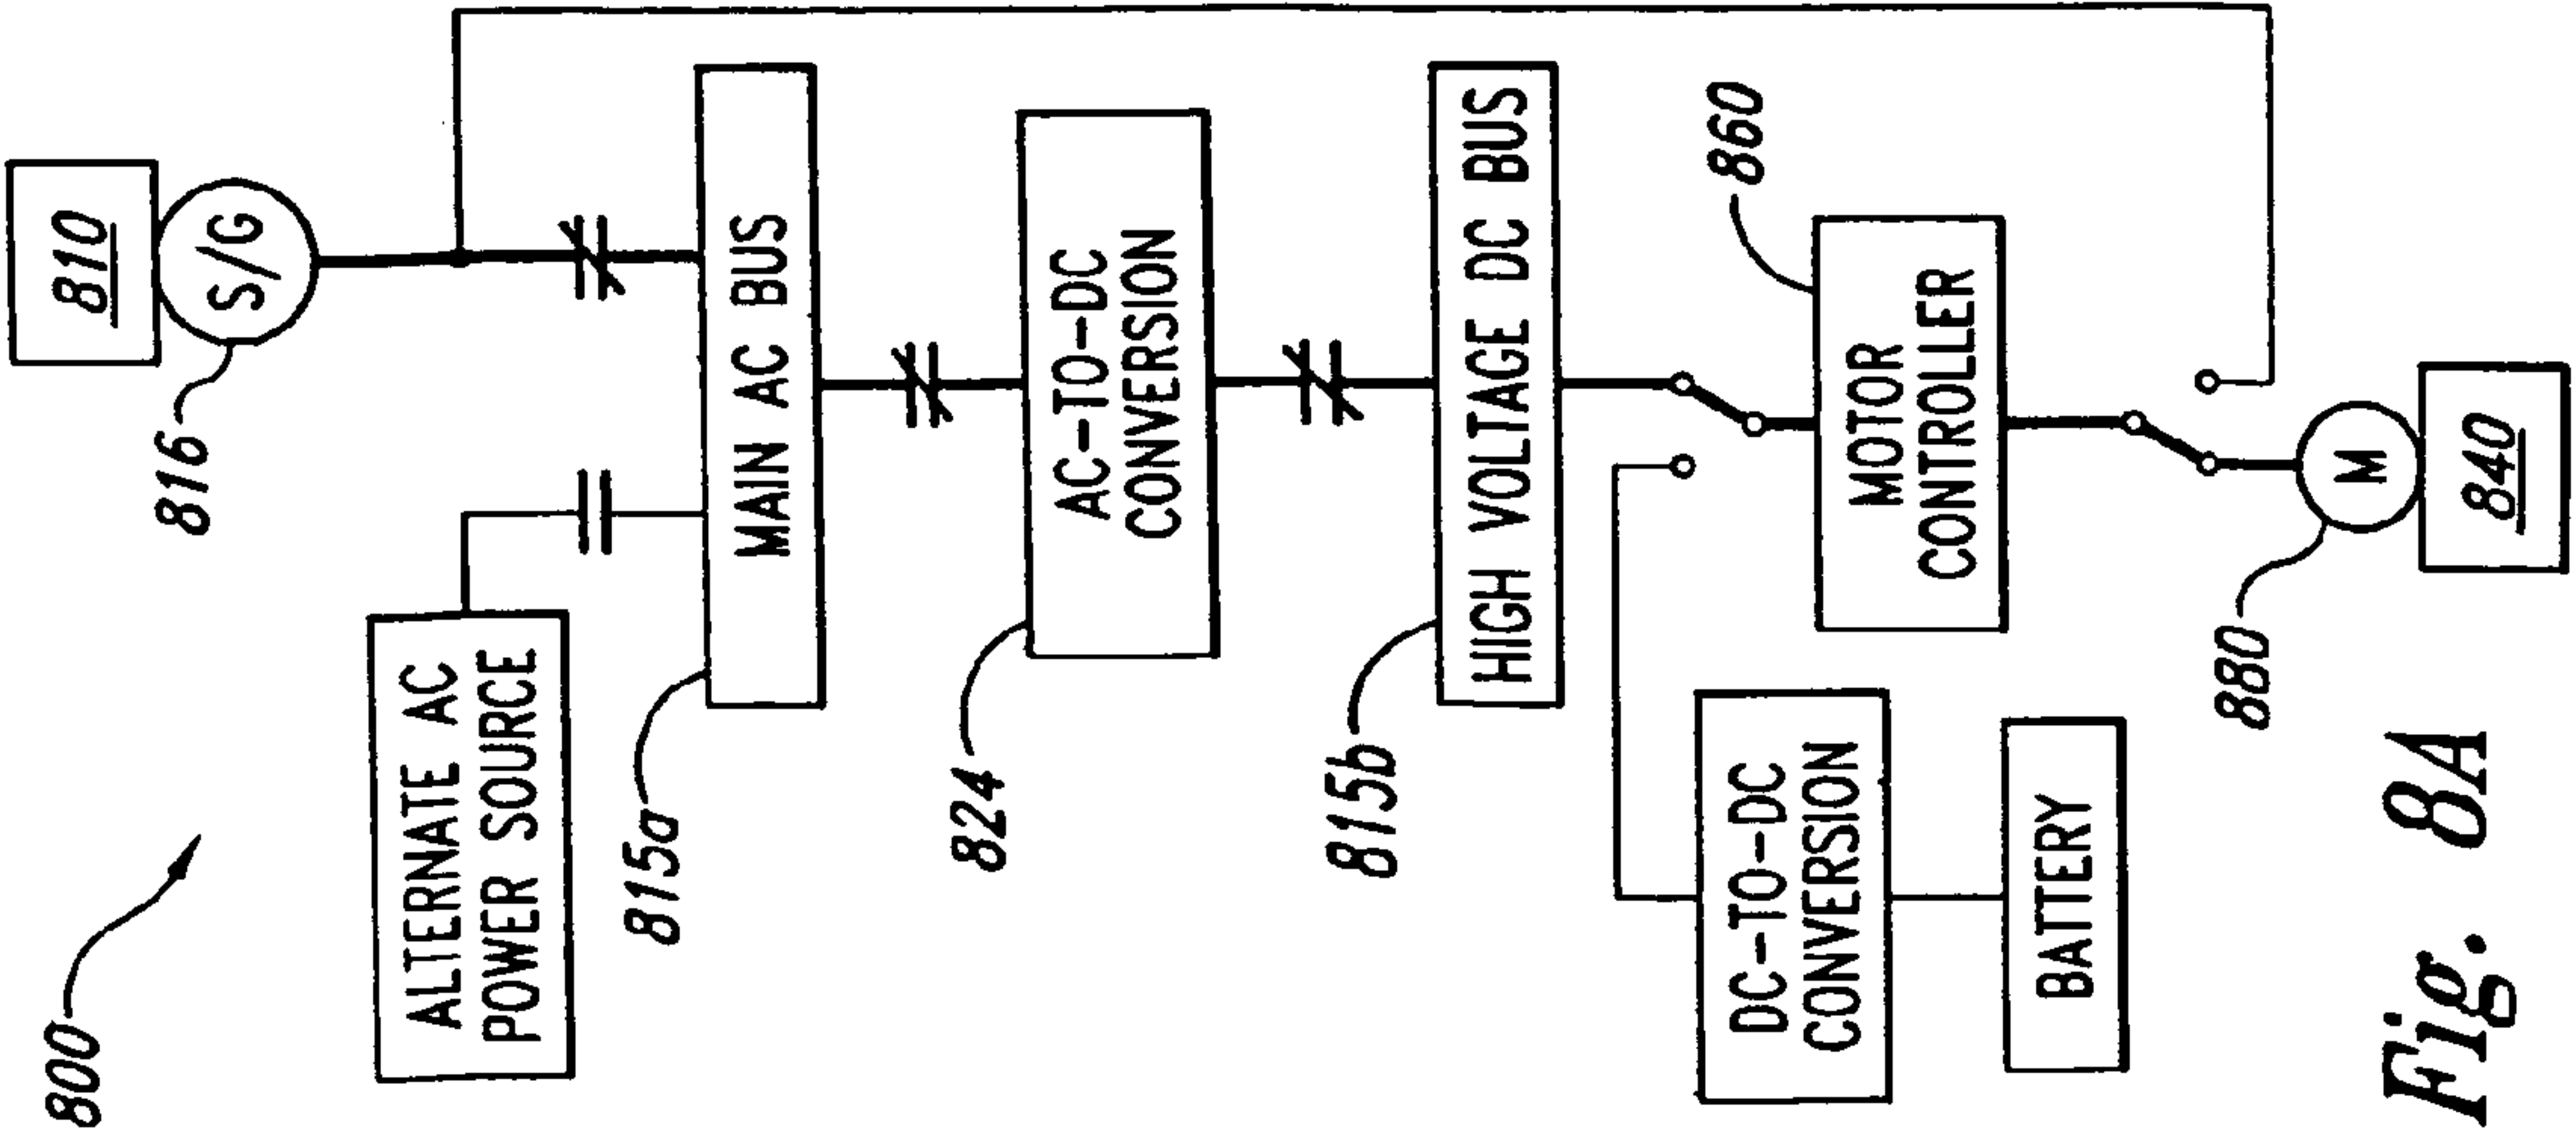 800
810
S/G
816
ALTERNATE AC
POWER SOURCE
815a
MAIN AC BUS
824
AC-TO-DC
CONVERSION
815b
HIGH VOLTAGE DC BUS
860
MOTOR
CONTROLLER
DC-TO-DC
CONVERSION
BATTERY
880
M
840
Fig. 8A